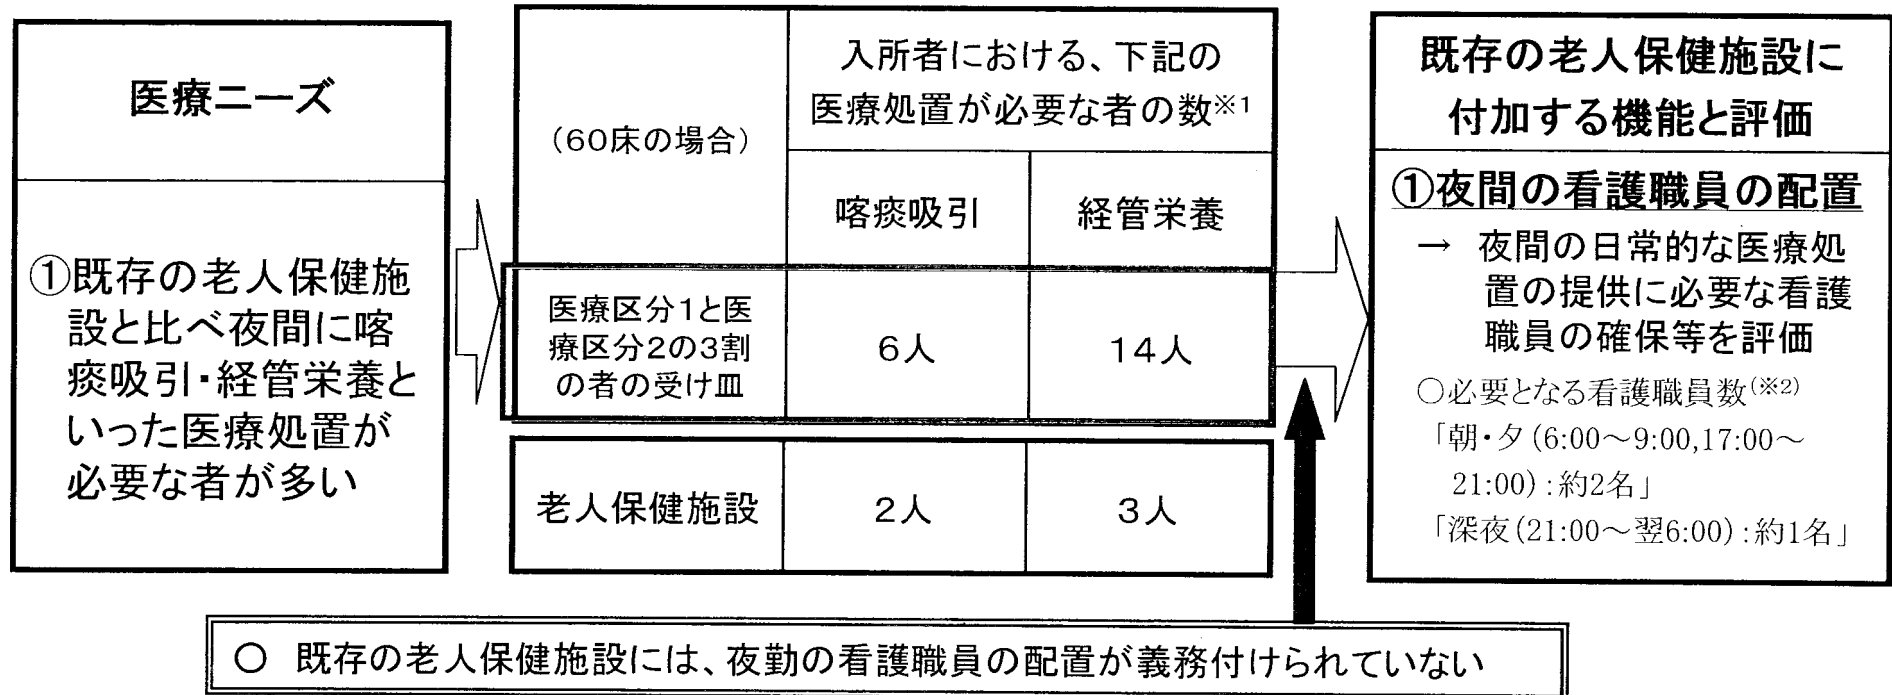 医療ニーズ
①既存の老人保健施
設と比べ夜間に喀
痰吸引・経管栄養と
いった医療処置が
必要な者が多い
(60床の場合)
入所者における、下記の
医療処置が必要な者の数※1
喀痰吸引
経管栄養
医療区分1と医
療区分2の3割
の者の受け皿
6人
14人
老人保健施設
2人
3人
既存の老人保健施設に
付加する機能と評価
①夜間の看護職員の配置
→ 夜間の日常的な医療処
置の提供に必要な看護
職員の確保等を評価
○必要となる看護職員数(※2)
「朝・夕(6:00～9:00,17:00～
21:00):約2名」
「深夜(21:00～翌6:00):約1名」
○ 既存の老人保健施設には、夜勤の看護職員の配置が義務付けられていない